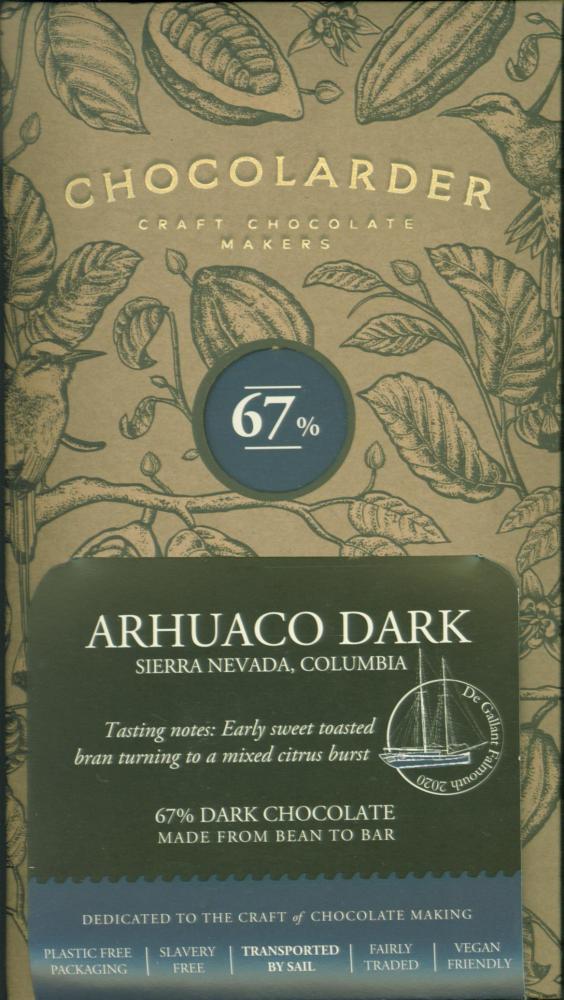 CHOCOLARDER
CRAFT CHOCOLATE
MAKERS
67%
ARHUACO DARK
SIERRA NEVADA, COLUMBIA
Tasting notes: Early sweet toasted
bran turning to a mixed citrus burst
De Gallant Falmouth 2020
67% DARK CHOCOLATE
MADE FROM BEAN TO BAR
DEDICATED TO THE CRAFT of CHOCOLATE MAKING
PLASTIC FREE
PACKAGING
SLAVERY
FREE
TRANSPORTED
BY SAIL
FAIRLY
TRADED
VEGAN
FRIENDLY